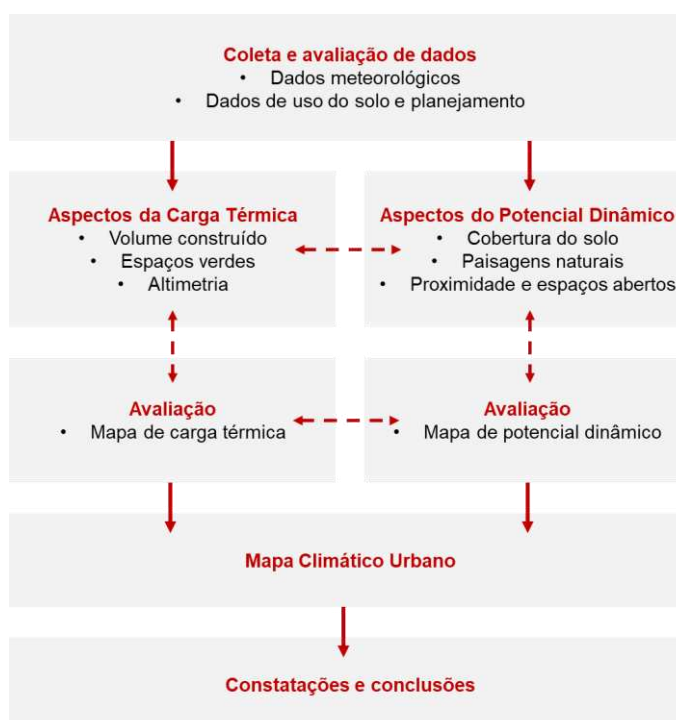 Coleta e avaliação de dados
• Dados meteorológicos
• Dados de uso do solo e planejamento
Aspectos da Carga Térmica
• Volume construído
• Espaços verdes
• Altimetria
Aspectos do Potencial Dinâmico
• Cobertura do solo
• Paisagens naturais
• Proximidade e espaços abertos
Avaliação
• Mapa de carga térmica
Avaliação
• Mapa de potencial dinâmico
Mapa Climático Urbano
Constatações e conclusões